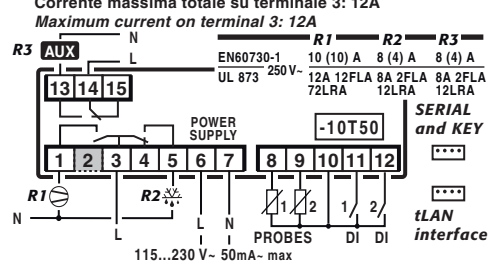 Corrente massima totale su terminale 3: 12A
Maximum current on terminal 3: 12A
R3 AUX
N
L
13 14 15
R1 R2 R3
EN60730-1 250 V~ 10 (10) A 8 (4) A 8 (4) A
UL 873 12A 12FLA 8A 2FLA 8A 2FLA
72LRA 12LRA 12LRA
SERIAL
and KEY
POWER
SUPPLY
-10T50
1 2 3 4 5 6 7 8 9 10 11 12
R1 R2 1 2 1 2
N
L L N
PROBES DI DI
tLAN
interface
115...230 V~ 50mA~ max